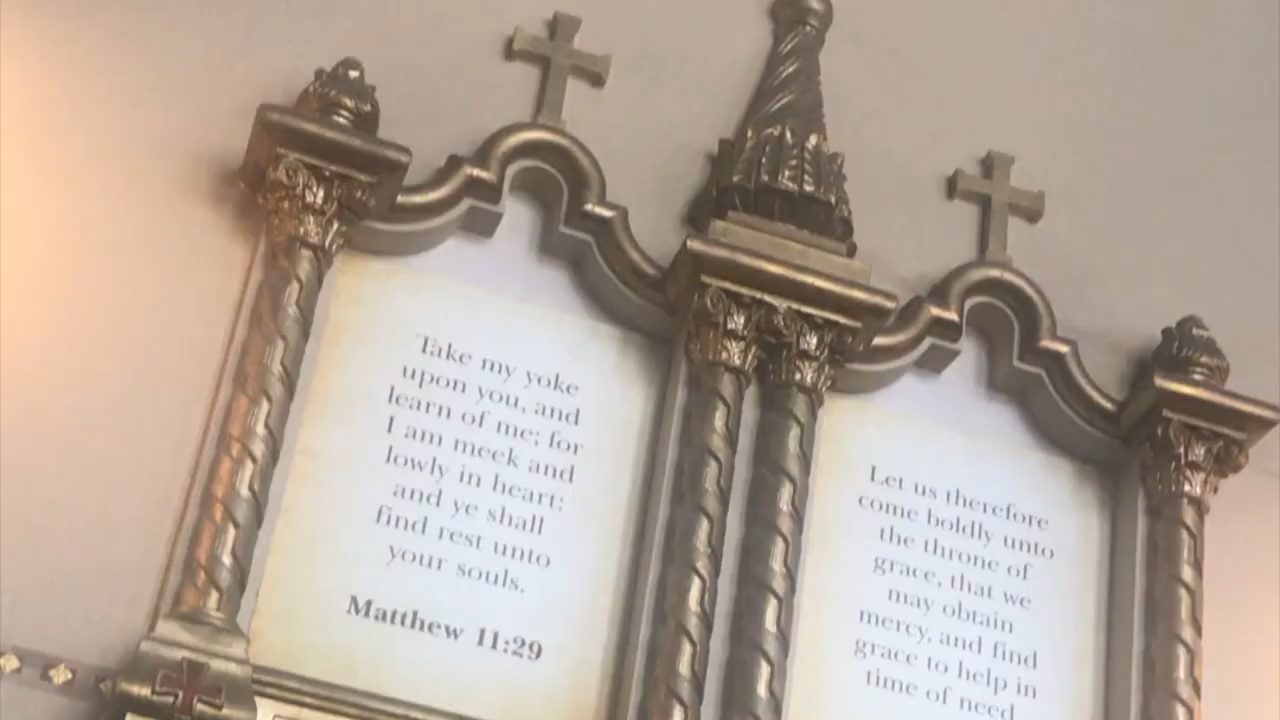 Take my yoke
upon you, and
learn of me; for
I am meek and
lowly in heart:
and ye shall
find rest unto
your souls.
Matthew 11:29
Let us therefore
come boldly unto
the throne of
grace, that we
may obtain
mercy, and find
grace to help in
time of need